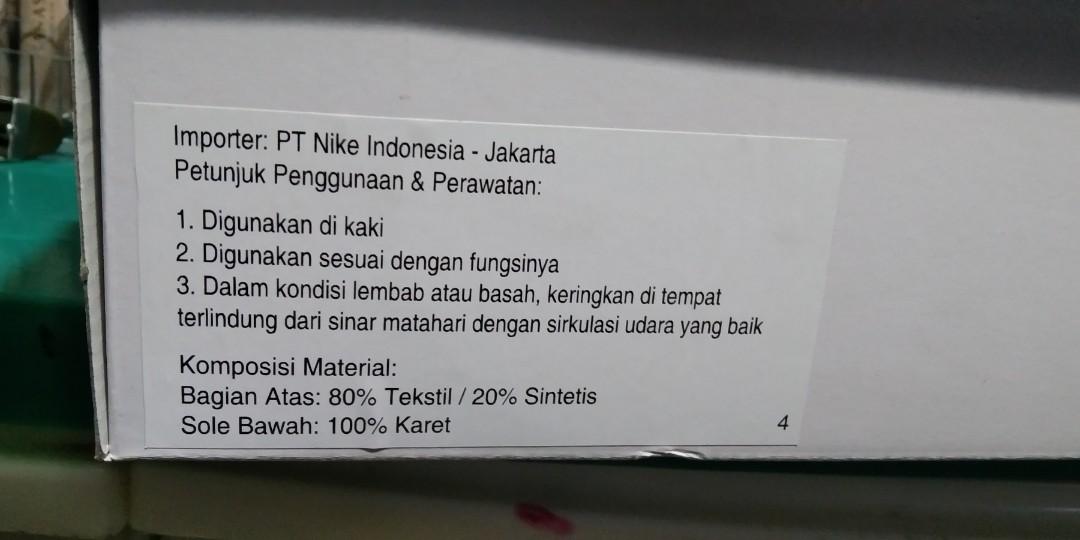 Importer: PT Nike Indonesia - Jakarta
Petunjuk Penggunaan & Perawatan:
1. Digunakan di kaki
2. Digunakan sesuai dengan fungsinya
3. Dalam kondisi lembab atau basah, keringkan di tempat
terlindung dari sinar matahari dengan sirkulasi udara yang baik
Komposisi Material:
Bagian Atas: 80% Tekstil / 20% Sintetis
Sole Bawah: 100% Karet
4